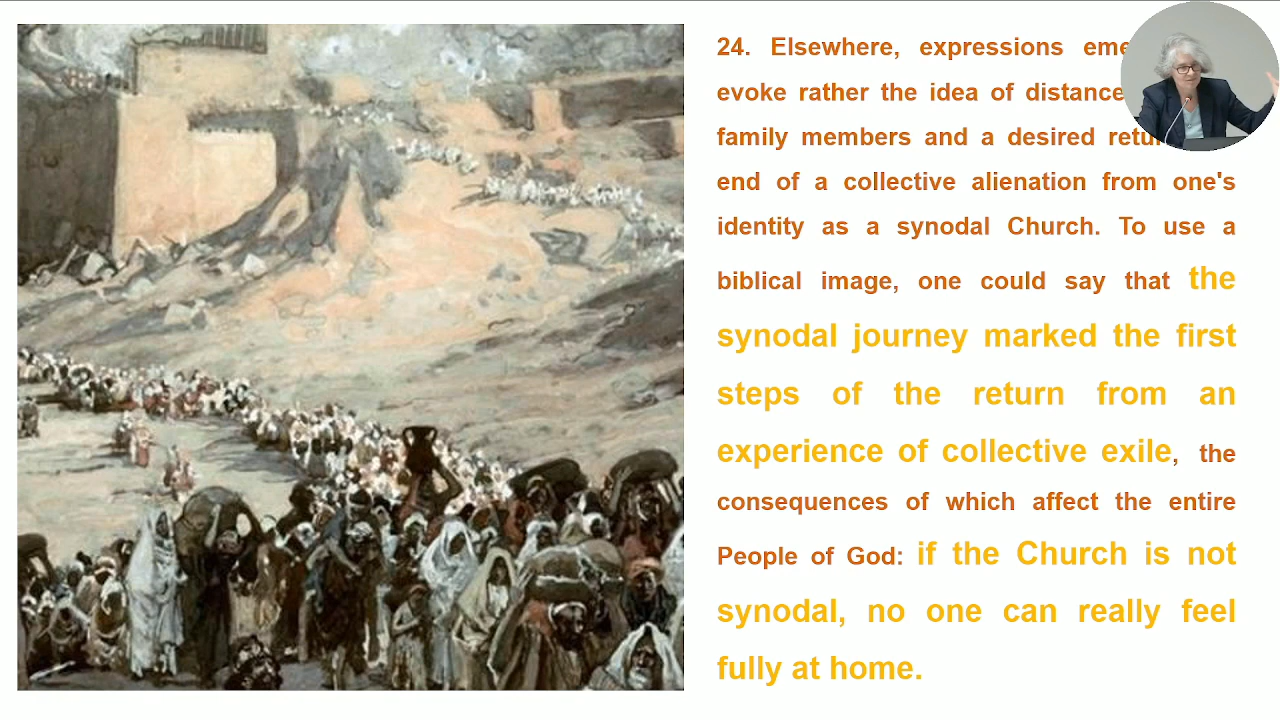 24. Elsewhere, expressions
evoke rather the idea of distance
family members and a desired
end of a collective alienation from one's
identity as a synodal Church. To use a
biblical image, one could say that the
synodal journey marked the first
steps of the return from an
experience of collective exile, the
consequences of which affect the entire
People of God: if the Church is not
synodal, no one can really feel
fully at home.